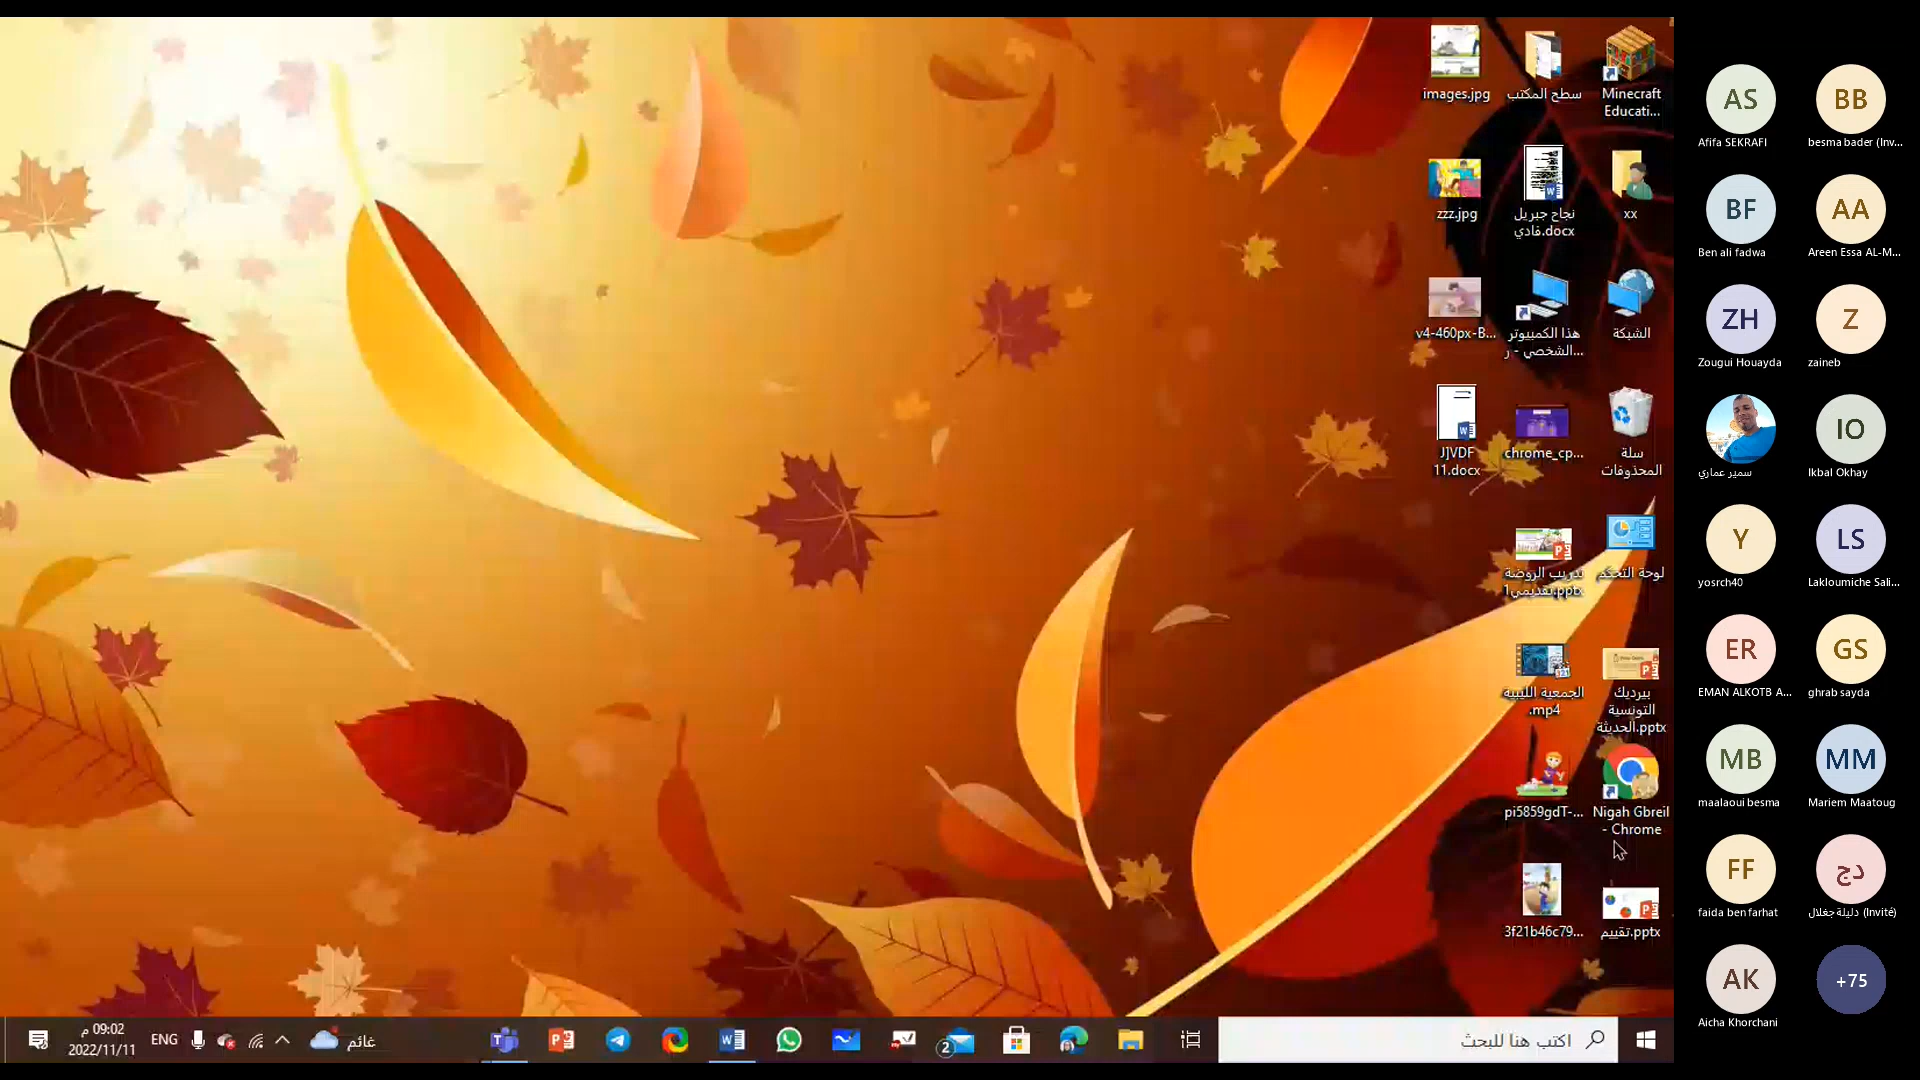 images.jpg
سطح المكتب
Minecraft
Educati...
zzz.jpg
نجاح جبريل
فادي.docx
xx
v4-460px-B...
هذا الكمبيوتر
الشخصي - ر...
الشبكة
J]VDF
11.docx
chrome_cp...
سلة
المحذوفات
تدريب الروضة
تقديمي1.pptx
لوحة التحكم
الجمعية الليبية
.mp4
بيرديك
التونسية
الحديثة.pptx
pi5859gdT-...
Nigah Gbreil
- Chrome
3f21b46c79...
تقييم.pptx
09:02 م
2022/11/11
ENG
غائم
2
اكتب هنا للبحث
AS
Afifa SEKRAFI
BB
besma bader (Inv...
BF
Ben ali fadwa
AA
Areen Essa AL-M...
ZH
Zougui Houayda
Z
zaineb
سمير عماري
IO
Ikbal Okhay
Y
yosrch40
LS
Lakloumiche Sali...
ER
EMAN ALKOTB A...
GS
ghrab sayda
MB
maalaoui besma
MM
Mariem Maatoug
FF
faida ben farhat
دج
دليلة جغلال (Invité)
AK
Aicha Khorchani
+75